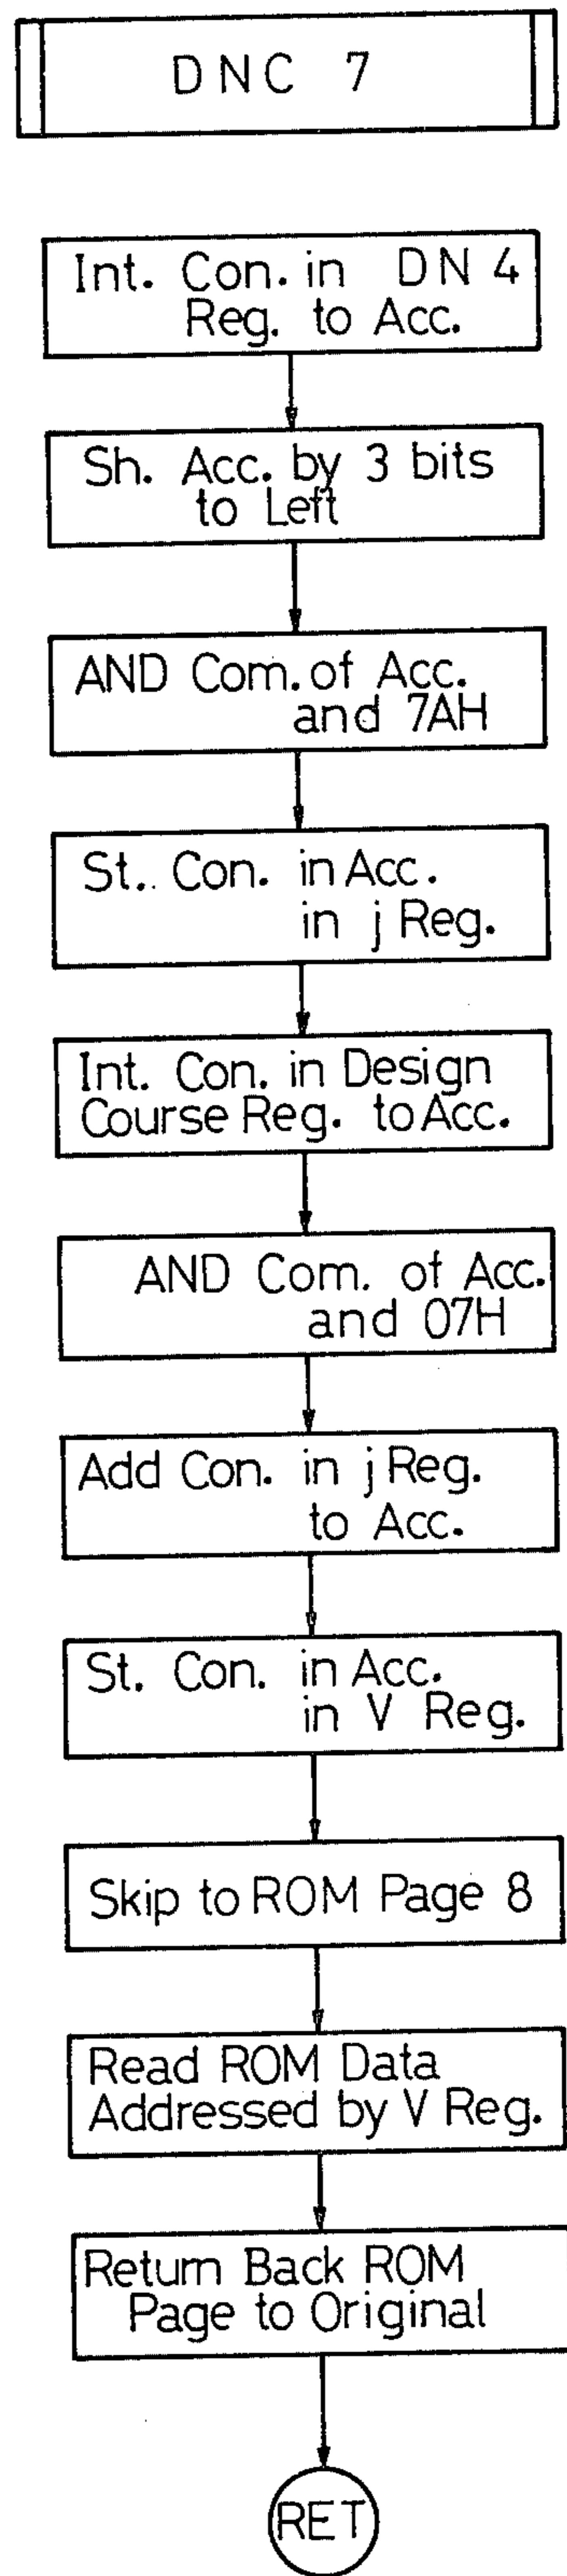 DNC 7
Int. Con. in DN 4
Reg. to Acc.
Sh. Acc. by 3 bits
to Left
AND Com. of Acc.
and 7AH
St. Con. in Acc.
in j Reg.
Int. Con. in Design
Course Reg. to Acc.
AND Com. of Acc.
and 07H
Add Con. in j Reg.
to Acc.
St. Con. in Acc.
in V Reg.
Skip to ROM Page 8
Read ROM Data
Addressed by V Reg.
Return Back ROM
Page to Original
RET